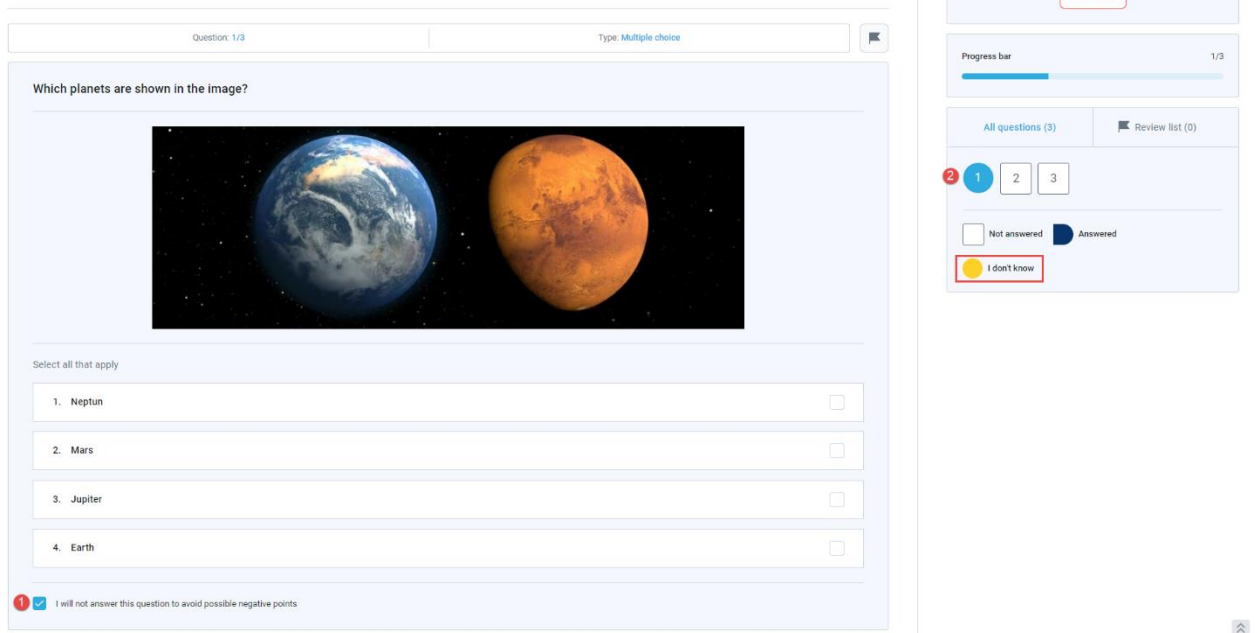 Question: 1/3
Type: Multiple choice
Which planets are shown in the image?
Select all that apply
1. Neptun
2. Mars
3. Jupiter
4. Earth
1
I will not answer this question to avoid possible negative points
Progress bar 1/3
All questions (3)
Review list (0)
2
1 2 3
Not answered Answered
I don't know